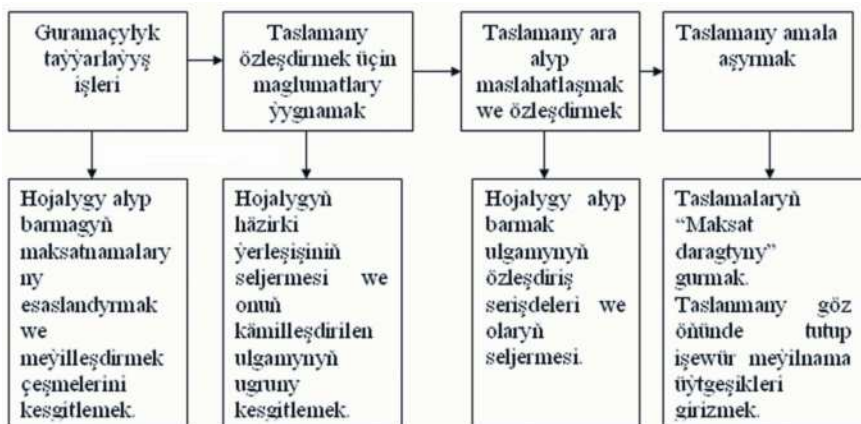 Guramaçylyk
taýýarlaýyş
işleri
Taslamany
özleşdirmek üçin
maglumatlary
ýygnamak
Taslamany ara
alyp
maslahatlaşmak
we özleşdirmek
Taslamany amala
aşyrmak
Hojalygy alyp
barmagyň
maksatnamalary
ny
esaslandyrmak
we
meýilleşdirmek
çeşmelerini
kesgitlemek.
Hojalygyň
häzirki
ýerleşişiniň
seljermesi we
onuň
kämilleşdirilen
ulgamynyň
ugruny
kesgitlemek.
Hojalygy alyp
barmak
ulgamynyň
özleşdiriş
serişdeleri we
olaryň
seljermesi.
Taslamalaryň
“Maksat
daragtyny”
gurmak.
Taslanmany göz
öňünde tutup
işewür meýilnama
üýtgeşikleri
girizmek.